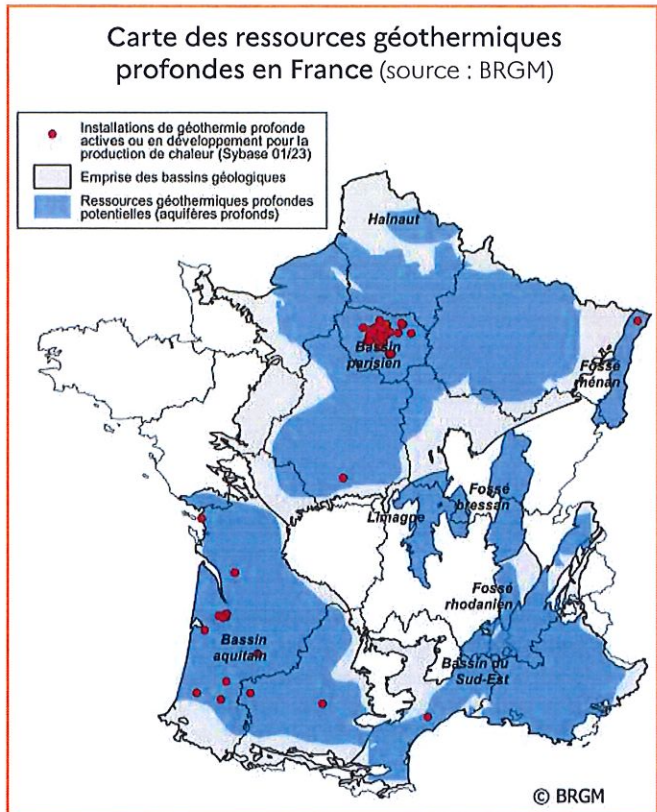 Carte des ressources géothermiques
profondes en France (source : BRGM)
Installations de géothermie profonde
actives ou en développement pour la
production de chaleur (Sybase 01/23)
Emprise des bassins géologiques
Ressources géothermiques profondes
potentielles (aquifères profonds)
Hainaut
Bassin
parisien
Fossé
rhénan
Limagne
Fossé
bressan
Fossé
rhodanien
Bassin
aquitain
Bassin du
Sud-Est
© BRGM